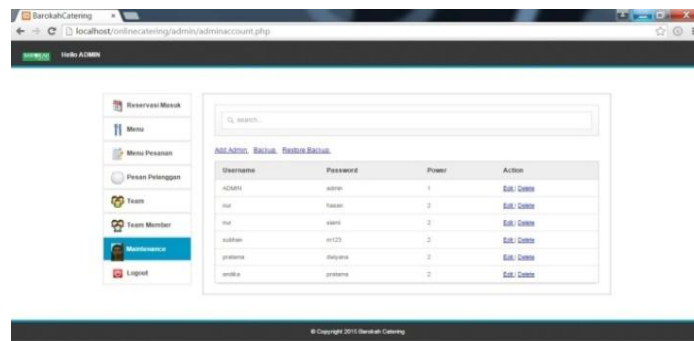 BarokahCatering
localhost/onlinecatering/admin/adminaccount.php
BAROKAH Hello ADMIN
Reservasi Masuk
Menu
Menu Pesanan
Pesan Pelanggan
Team
Team Member
Maintenance
Logout
search...
Add Admin Backup Restore Backup
Username Password Power Action
ADMIN admin 1 Edit | Delete
nur hasan 2 Edit | Delete
nur 2 Edit | Delete
subhan m123 2 Edit | Delete
pratama 2 Edit | Delete
andika pratama 2 Edit | Delete
© Copyright 2015 Barokah Catering